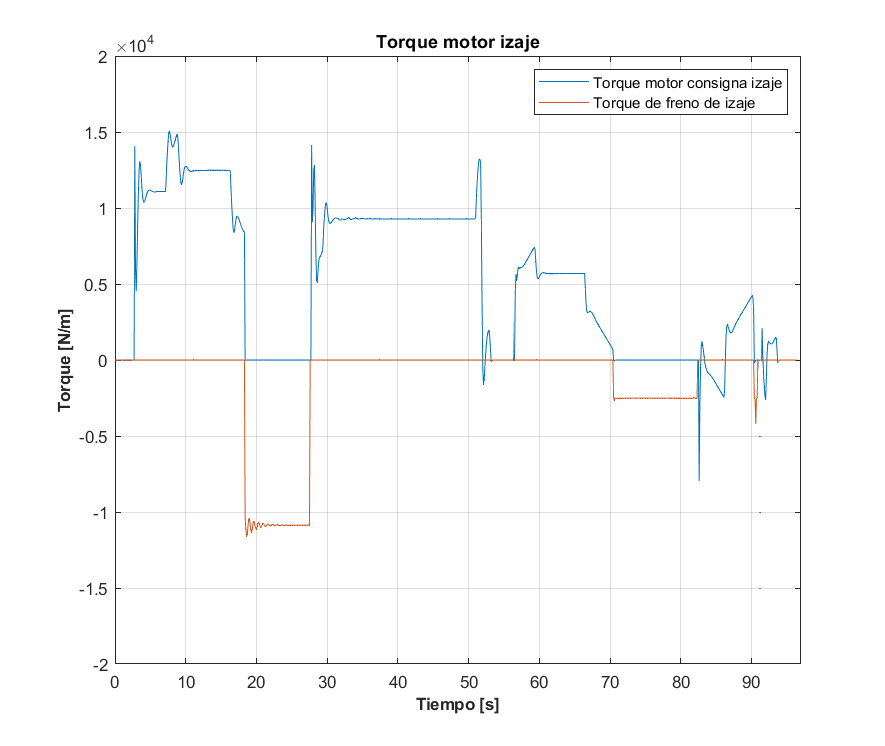 Torque motor izaje
×10⁴
2
1.5
1
0.5
0
-0.5
-1
-1.5
-2
Torque [N/m]
Torque motor consigna izaje
Torque de freno de izaje
0 10 20 30 40 50 60 70 80 90
Tiempo [s]